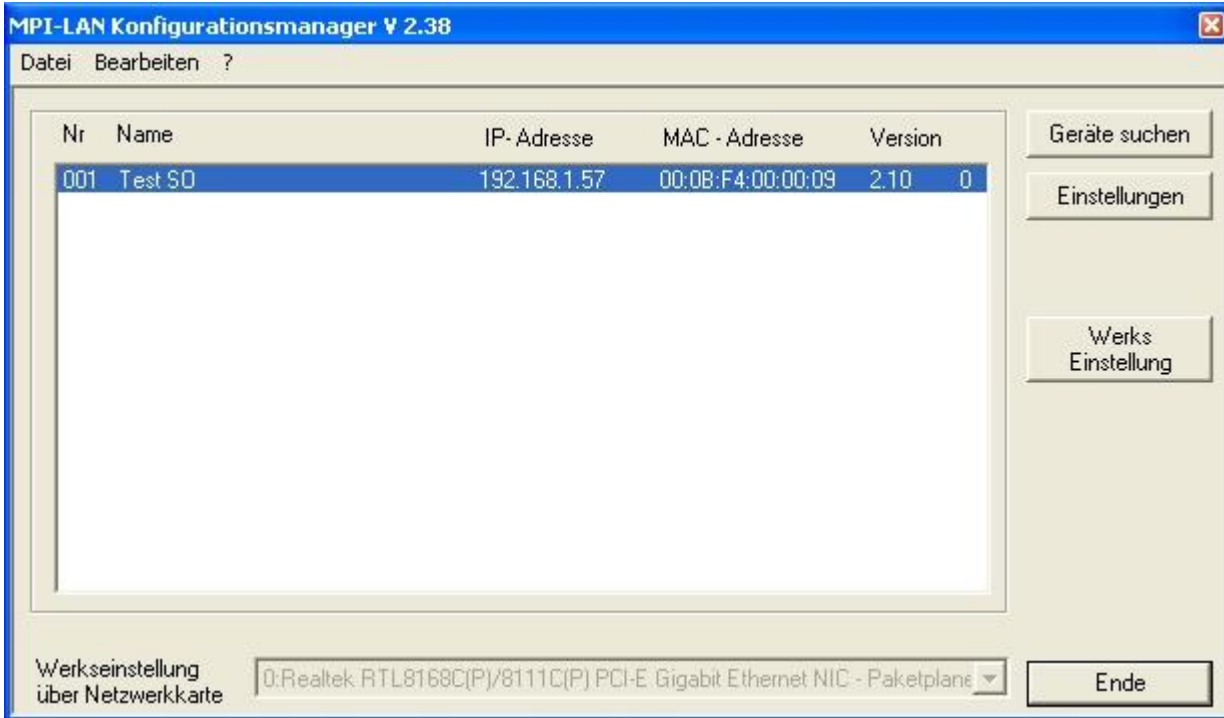 MPI-LAN Konfigurationsmanager V 2.38
Datei Bearbeiten ?
Nr Name IP- Adresse MAC - Adresse Version
001 Test SO 192.168.1.57 00:0B:F4:00:00:09 2.10 0
Geräte suchen
Einstellungen
Werks
Einstellung
Werkseinstellung
über Netzwerkkarte
0:Realtek RTL8168C(P)/8111C(P) PCI-E Gigabit Ethernet NIC - Paketplane
Ende